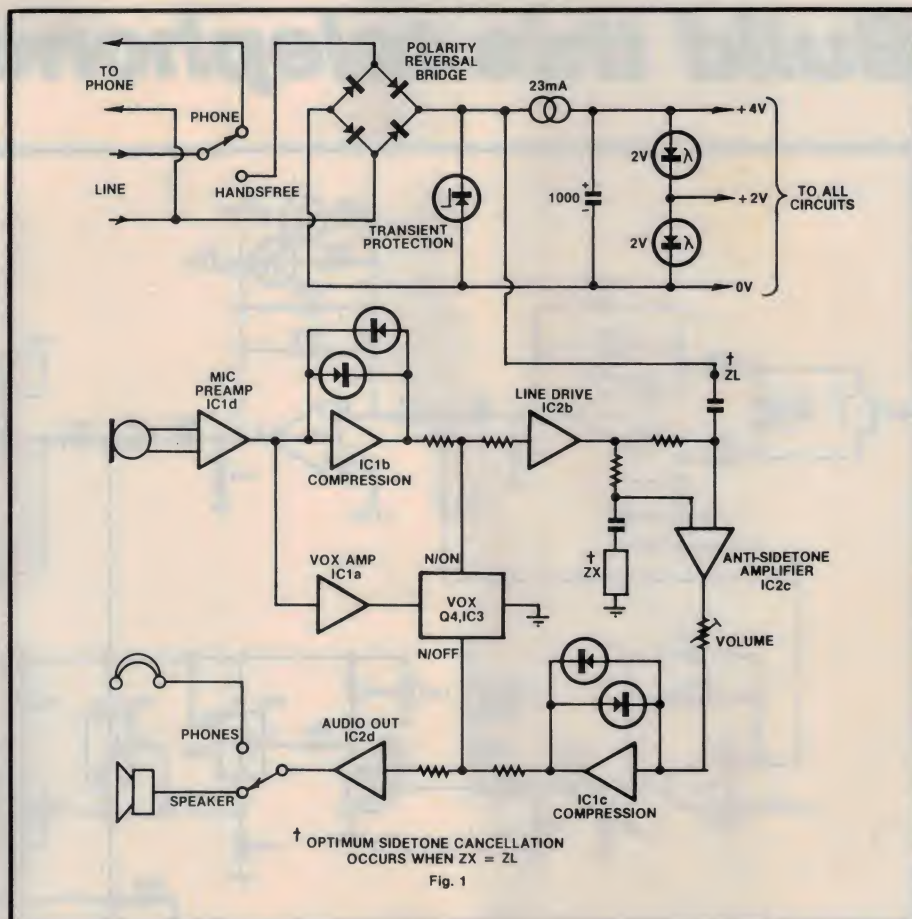 POLARITY
REVERSAL
BRIDGE
TO
PHONE
PHONE
LINE
HANDSFREE
TRANSIENT
PROTECTION
23mA
+4V
2V
1000
+
−
+2V
2V
TO ALL
CIRCUITS
0V
MIC
PREAMP
IC1d
IC1b
COMPRESSION
LINE DRIVE
IC2b
†
ZL
VOX AMP
IC1a
N/ON
VOX
Q4,IC3
N/OFF
†
ZX
ANTI-SIDETONE
AMPLIFIER
IC2c
VOLUME
PHONES
SPEAKER
AUDIO OUT
IC2d
IC1c
COMPRESSION
† OPTIMUM SIDETONE CANCELLATION
OCCURS WHEN ZX = ZL
Fig. 1